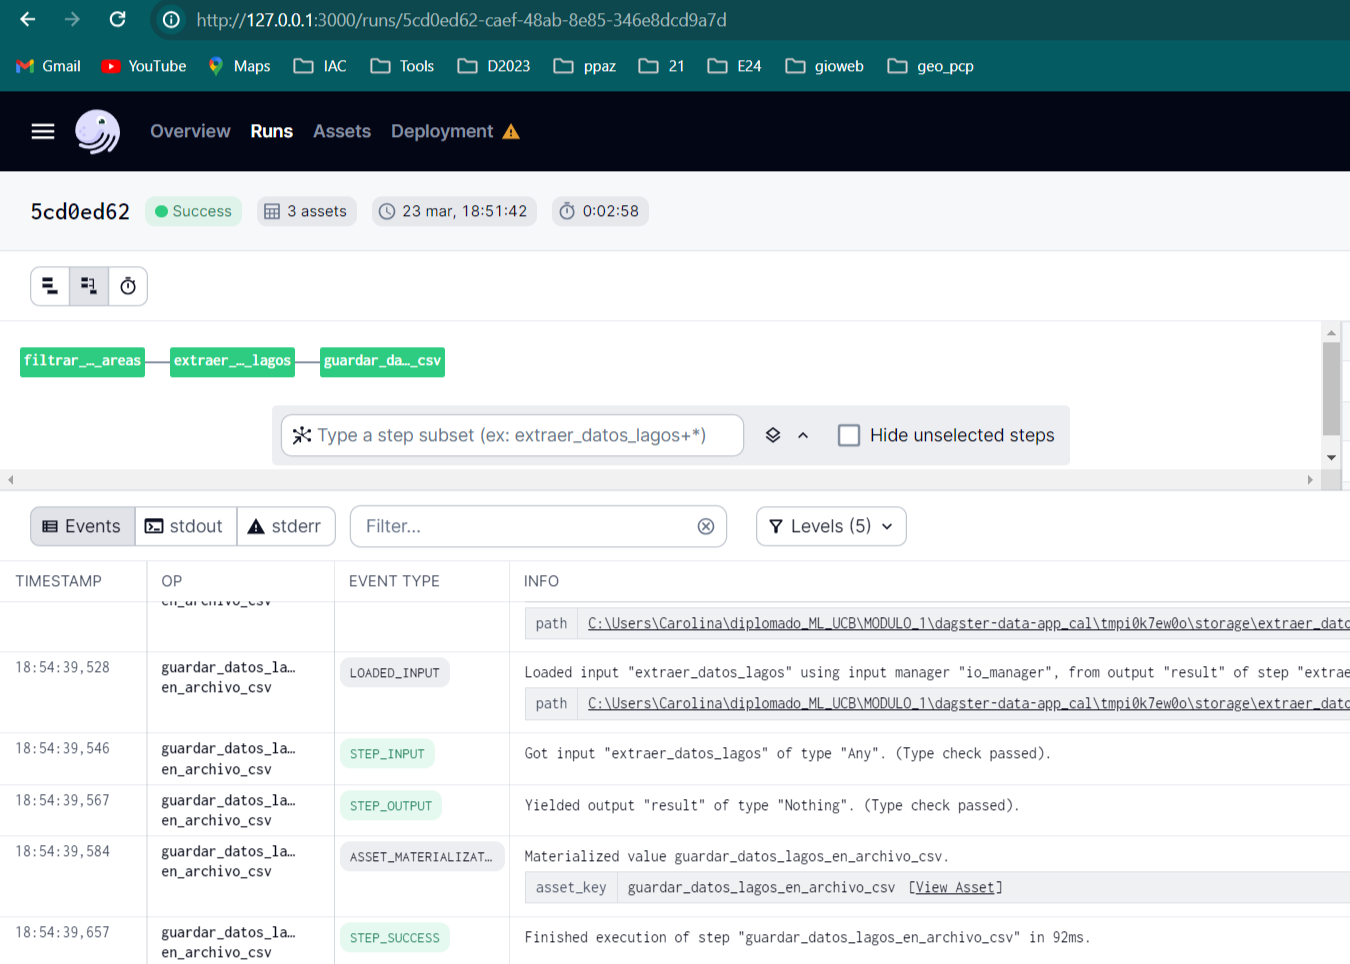 http://127.0.0.1:3000/runs/5cd0ed62-caef-48ab-8e85-346e8dcd9a7d
Gmail YouTube Maps IAC Tools D2023 ppaz 21 E24 gioweb geo_pcp
Overview Runs Assets Deployment
5cd0ed62 Success 3 assets 23 mar, 18:51:42 0:02:58
filtrar_…_areas extraer_…_lagos guardar_da…_csv
Type a step subset (ex: extraer_datos_lagos+*) Hide unselected steps
Events stdout stderr Filter... Levels (5)
TIMESTAMP OP EVENT TYPE INFO
en_archivo_csv
path C:\Users\Carolina\diplomado_ML_UCB\MODULO_1\dagster-data-app_cal\tmpi0k7ew0o\storage\extraer_dato
18:54:39,528 guardar_datos_la… LOADED_INPUT Loaded input "extraer_datos_lagos" using input manager "io_manager", from output "result" of step "extrae
en_archivo_csv
path C:\Users\Carolina\diplomado_ML_UCB\MODULO_1\dagster-data-app_cal\tmpi0k7ew0o\storage\extraer_dato
18:54:39,546 guardar_datos_la… STEP_INPUT Got input "extraer_datos_lagos" of type "Any". (Type check passed).
en_archivo_csv
18:54:39,567 guardar_datos_la… STEP_OUTPUT Yielded output "result" of type "Nothing". (Type check passed).
en_archivo_csv
18:54:39,584 guardar_datos_la… ASSET_MATERIALIZAT… Materialized value guardar_datos_lagos_en_archivo_csv.
en_archivo_csv
asset_key guardar_datos_lagos_en_archivo_csv [View Asset]
18:54:39,657 guardar_datos_la… STEP_SUCCESS Finished execution of step "guardar_datos_lagos_en_archivo_csv" in 92ms.
en_archivo_csv